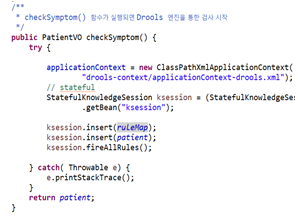 /**
 * checkSymptom() 함수가 실행되면 Drools 엔진을 통한 검사 시작
 */
public PatientVO checkSymptom() {
try {
applicationContext = new ClassPathXmlApplicationContext(
"drools-context/applicationContext-drools.xml");
// stateful
StatefulKnowledgeSession ksession = (StatefulKnowledgeSes
.getBean("ksession");
ksession.insert(ruleMap);
ksession.insert(patient);
ksession.fireAllRules();
} catch( Throwable e) {
e.printStackTrace();
}
return patient;
}